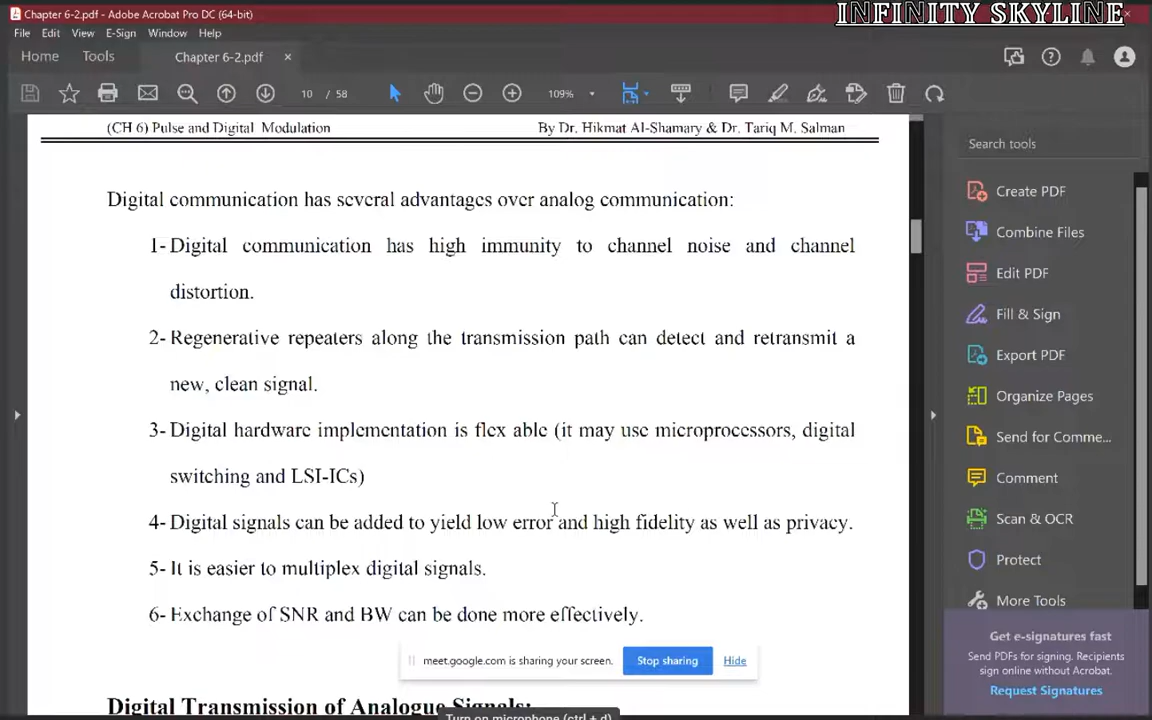 Chapter 6-2.pdf - Adobe Acrobat Pro DC (64-bit)
INFINITY SKYLINE
File Edit View E-Sign Window Help
Home Tools Chapter 6-2.pdf
10 / 58 109%
(CH 6) Pulse and Digital Modulation By Dr. Hikmat Al-Shamary & Dr. Tariq M. Salman
Digital communication has several advantages over analog communication:
1- Digital communication has high immunity to channel noise and channel
distortion.
2- Regenerative repeaters along the transmission path can detect and retransmit a
new, clean signal.
3- Digital hardware implementation is flex able (it may use microprocessors, digital
switching and LSI-ICs)
4- Digital signals can be added to yield low error and high fidelity as well as privacy.
5- It is easier to multiplex digital signals.
6- Exchange of SNR and BW can be done more effectively.
Digital Transmission of Analogue Signals:
meet.google.com is sharing your screen. Stop sharing Hide
Turn on microphone (ctrl + d)
Search tools
Create PDF
Combine Files
Edit PDF
Fill & Sign
Export PDF
Organize Pages
Send for Comme...
Comment
Scan & OCR
Protect
More Tools
Get e-signatures fast
Send PDFs for signing. Recipients
sign online without Acrobat.
Request Signatures